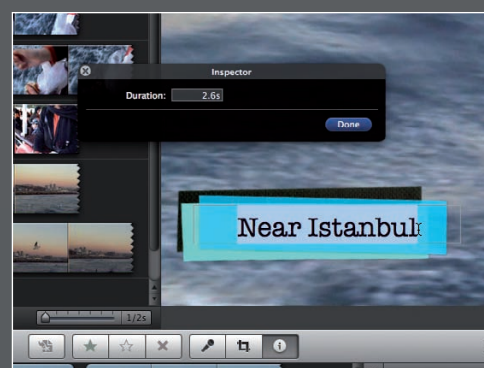 Inspector
Duration: 2.6s
Done
Near Istanbul
1/2s